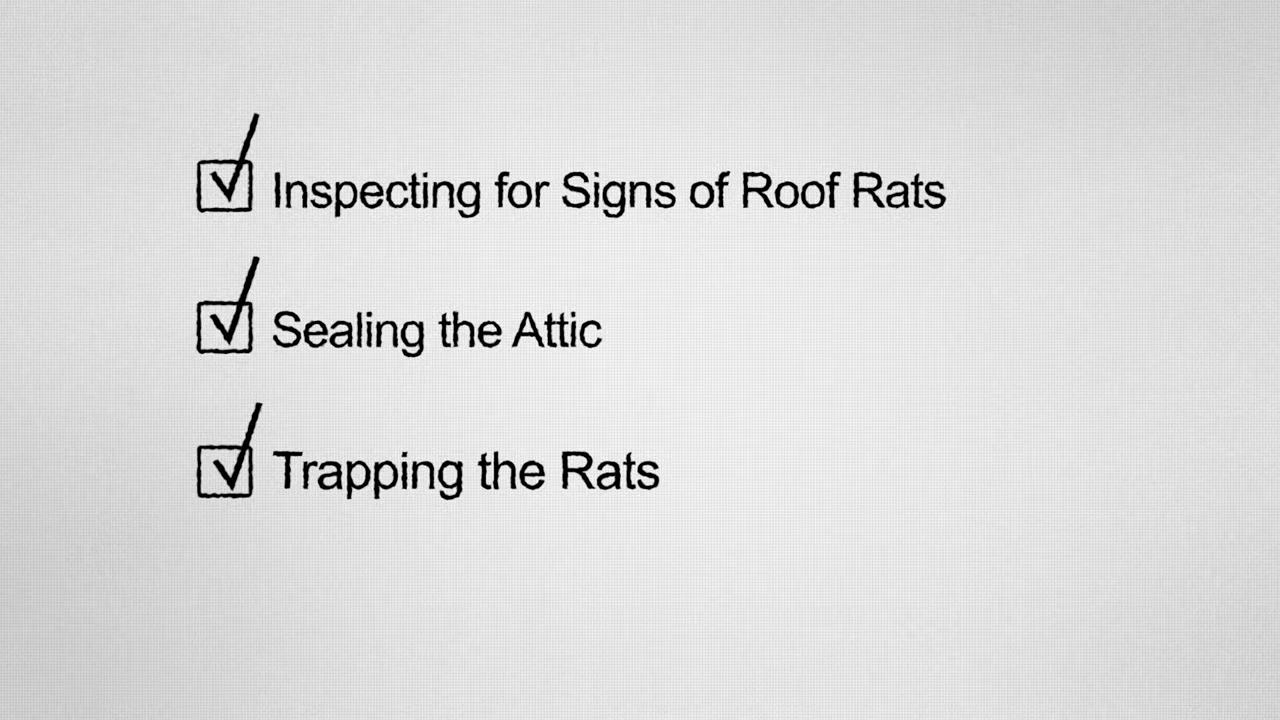 Inspecting for Signs of Roof Rats
Sealing the Attic
Trapping the Rats